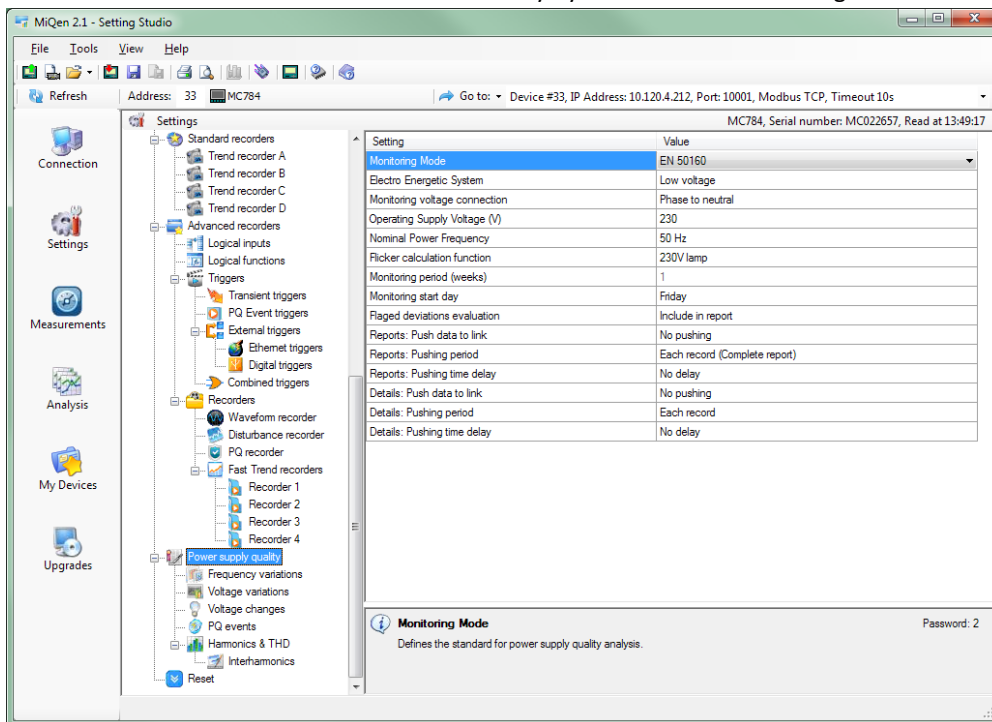 MiQen 2.1 - Setting Studio
File Tools View Help
Refresh Address: 33 MC784 Go to: Device #33, IP Address: 10.120.4.212, Port: 10001, Modbus TCP, Timeout 10s
Connection
Settings
Measurements
Analysis
My Devices
Upgrades
Settings MC784, Serial number: MC022657, Read at 13:49:17
Standard recorders
Trend recorder A
Trend recorder B
Trend recorder C
Trend recorder D
Advanced recorders
Logical inputs
Logical functions
Triggers
Transient triggers
PQ Event triggers
External triggers
Ethernet triggers
Digital triggers
Combined triggers
Recorders
Waveform recorder
Disturbance recorder
PQ recorder
Fast Trend recorders
Recorder 1
Recorder 2
Recorder 3
Recorder 4
Power supply quality
Frequency variations
Voltage variations
Voltage changes
PQ events
Harmonics & THD
Interhamonics
Reset
Setting Value
Monitoring Mode EN 50160
Electro Energetic System Low voltage
Monitoring voltage connection Phase to neutral
Operating Supply Voltage (V) 230
Nominal Power Frequency 50 Hz
Flicker calculation function 230V lamp
Monitoring period (weeks) 1
Monitoring start day Friday
Flaged deviations evaluation Include in report
Reports: Push data to link No pushing
Reports: Pushing period Each record (Complete report)
Reports: Pushing time delay No delay
Details: Push data to link No pushing
Details: Pushing period Each record
Details: Pushing time delay No delay
Monitoring Mode Password: 2
Defines the standard for power supply quality analysis.